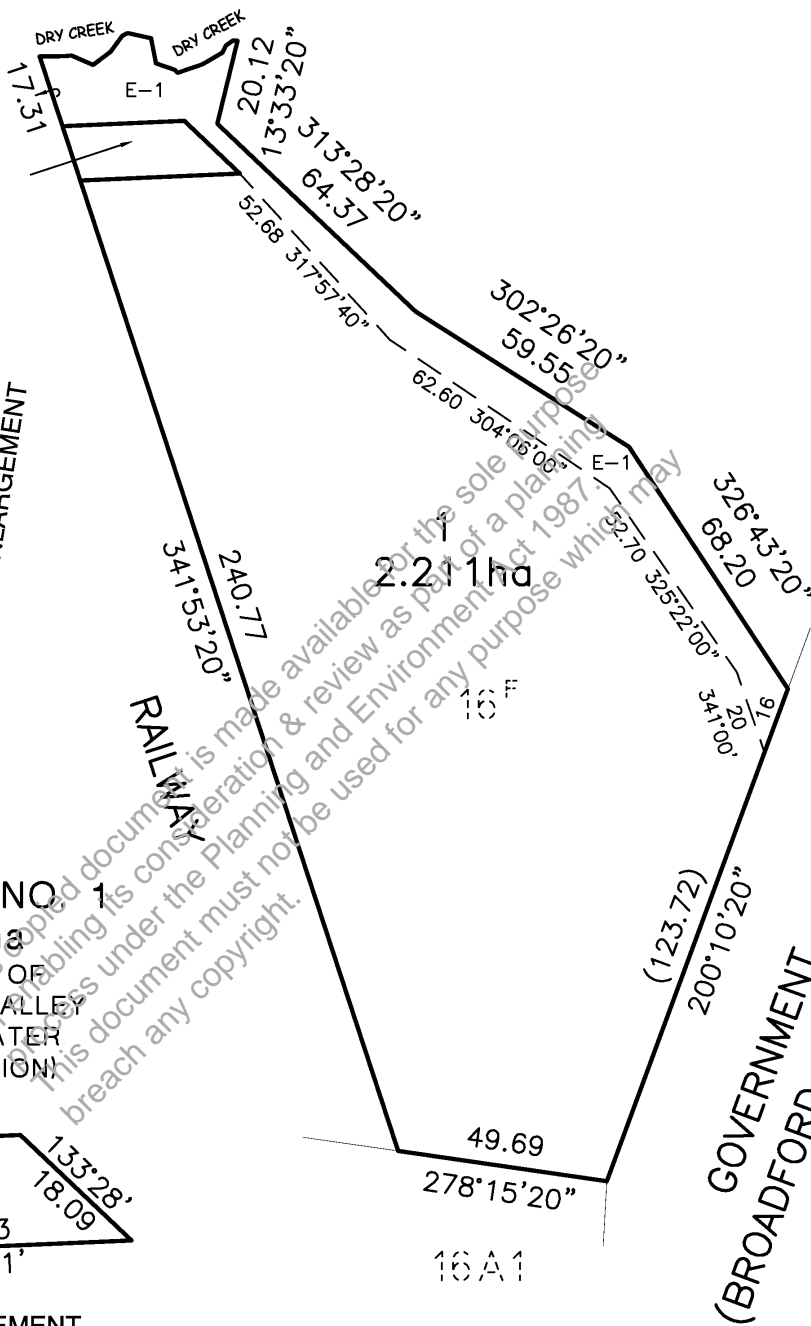 DRY CREEK
DRY CREEK
17.31
E-1
20.12
13°33'20"
313°28'20"
64.37
52.68 317°57'40"
302°26'20"
59.55
62.60 304°06'00"
E-1
326°43'20"
68.20
52.70 325°22'00"
1
2.211ha
16F
20
341°00'
16
240.77
341°53'20"
RAILWAY
(123.72)
200°10'20"
GOVERNMENT
(BROADFORD
49.69
278°15'20"
16A1
NO. 1
OF
ALLEY
ATER
ION)
133°28'
18.09
3
1'
copied document is made available for the sole purpose
enabling its consideration & review as part of a planning
process under the Planning and Environment Act 1987.
This document must not be used for any purpose which may
breach any copyright.